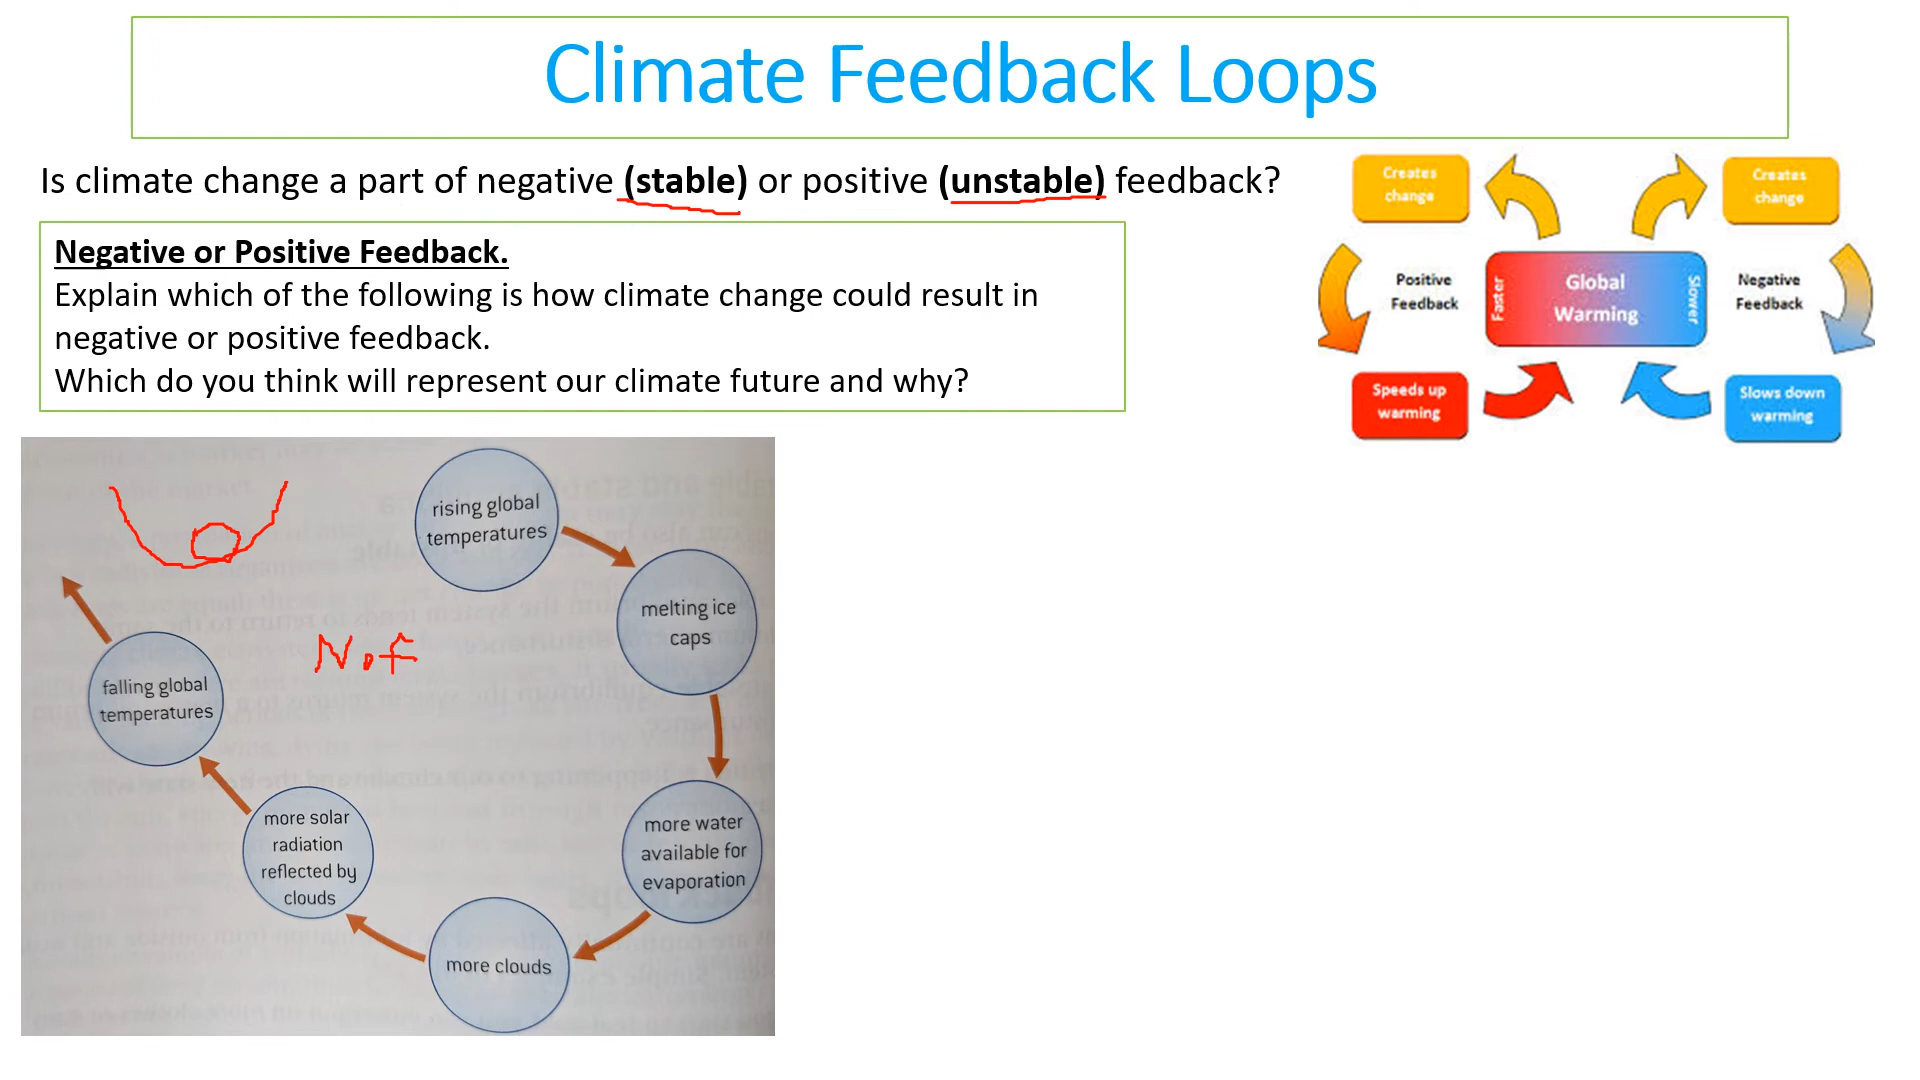 Climate Feedback Loops
Is climate change a part of negative (stable) or positive (unstable) feedback?
Negative or Positive Feedback.
Explain which of the following is how climate change could result in
negative or positive feedback.
Which do you think will represent our climate future and why?
Creates
change
Creates
change
Positive
Feedback
Faster
Global
Warming
Slower
Negative
Feedback
Speeds up
warming
Slows down
warming
rising global
temperatures
melting ice
caps
more water
available for
evaporation
more clouds
more solar
radiation
reflected by
clouds
falling global
temperatures